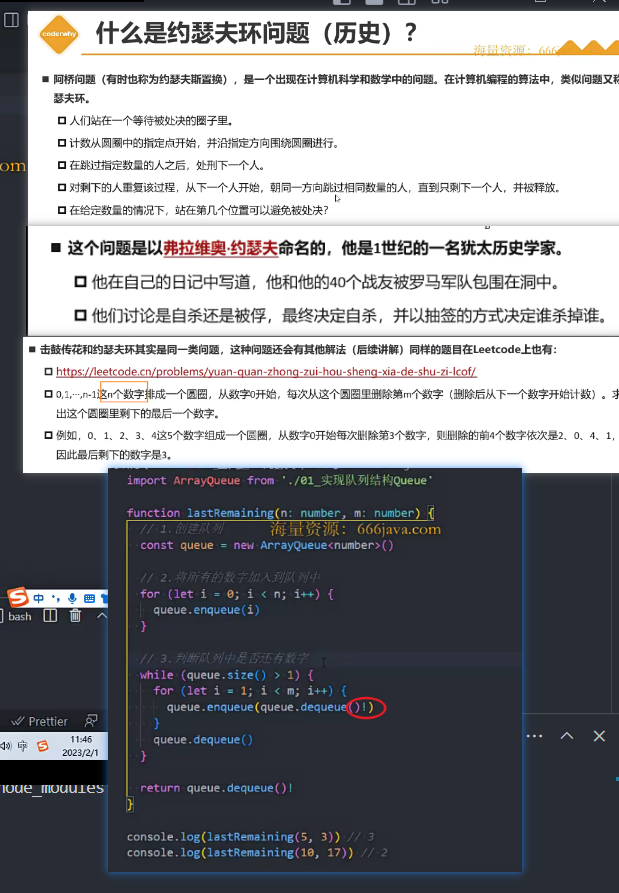 coderwhy
什么是约瑟夫环问题（历史）?
海量资源：666j
阿桥问题（有时也称为约瑟夫斯置换），是一个出现在计算机科学和数学中的问题。在计算机编程的算法中，类似问题又称
瑟夫环。
人们站在一个等待被处决的圈子里。
计数从圆圈中的指定点开始，并沿指定方向围绕圆圈进行。
在跳过指定数量的人之后，处刑下一个人。
对剩下的人重复该过程，从下一个人开始，朝同一方向跳过相同数量的人，直到只剩下一个人，并被释放。
在给定数量的情况下，站在第几个位置可以避免被处决？
om
这个问题是以弗拉维奥·约瑟夫命名的，他是1世纪的一名犹太历史学家。
他在自己的日记中写道，他和他的40个战友被罗马军队包围在洞中。
他们讨论是自杀还是被俘，最终决定自杀，并以抽签的方式决定谁杀掉谁。
击鼓传花和约瑟夫环其实是同一类问题，这种问题还会有其他解法（后续讲解）同样的题目在Leetcode上也有：
https://leetcode.cn/problems/yuan-quan-zhong-zui-hou-sheng-xia-de-shu-zi-lcof/
0,1,···,n-1这n个数字排成一个圆圈，从数字0开始，每次从这个圆圈里删除第m个数字（删除后从下一个数字开始计数）。求
出这个圆圈里剩下的最后一个数字。
例如，0、1、2、3、4这5个数字组成一个圆圈，从数字0开始每次删除第3个数字，则删除的前4个数字依次是2、0、4、1，
因此最后剩下的数字是3。
import ArrayQueue from './01_实现队列结构Queue'
function lastRemaining(n: number, m: number) {
// 1.创建队列
海量资源：666java.com
const queue = new ArrayQueue<number>()
// 2.将所有的数字加入到队列中
for (let i = 0; i < n; i++) {
queue.enqueue(i)
}
// 3.判断队列中是否还有数字
while (queue.size() > 1) {
for (let i = 1; i < m; i++) {
queue.enqueue(queue.dequeue()!)
}
queue.dequeue()
}
return queue.dequeue()!
}
console.log(lastRemaining(5, 3)) // 3
console.log(lastRemaining(10, 17)) // 2
中
bash
Prettier
中
11:46
2023/2/1
node_modules